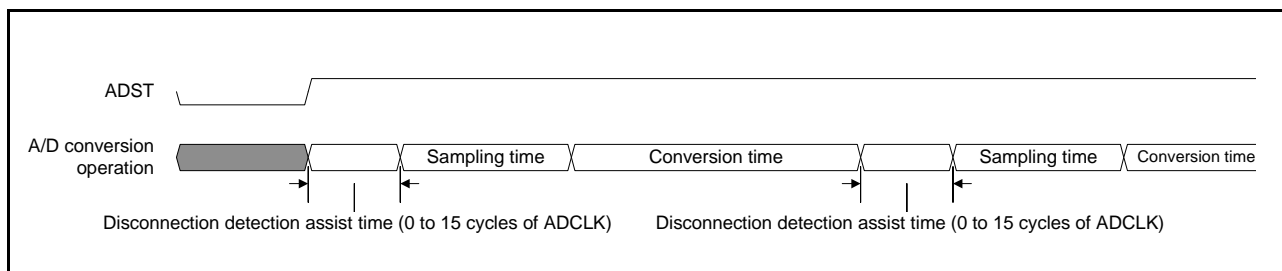 ADST
A/D conversion
operation
Sampling time
Conversion time
Sampling time
Conversion time
Disconnection detection assist time (0 to 15 cycles of ADCLK)
Disconnection detection assist time (0 to 15 cycles of ADCLK)